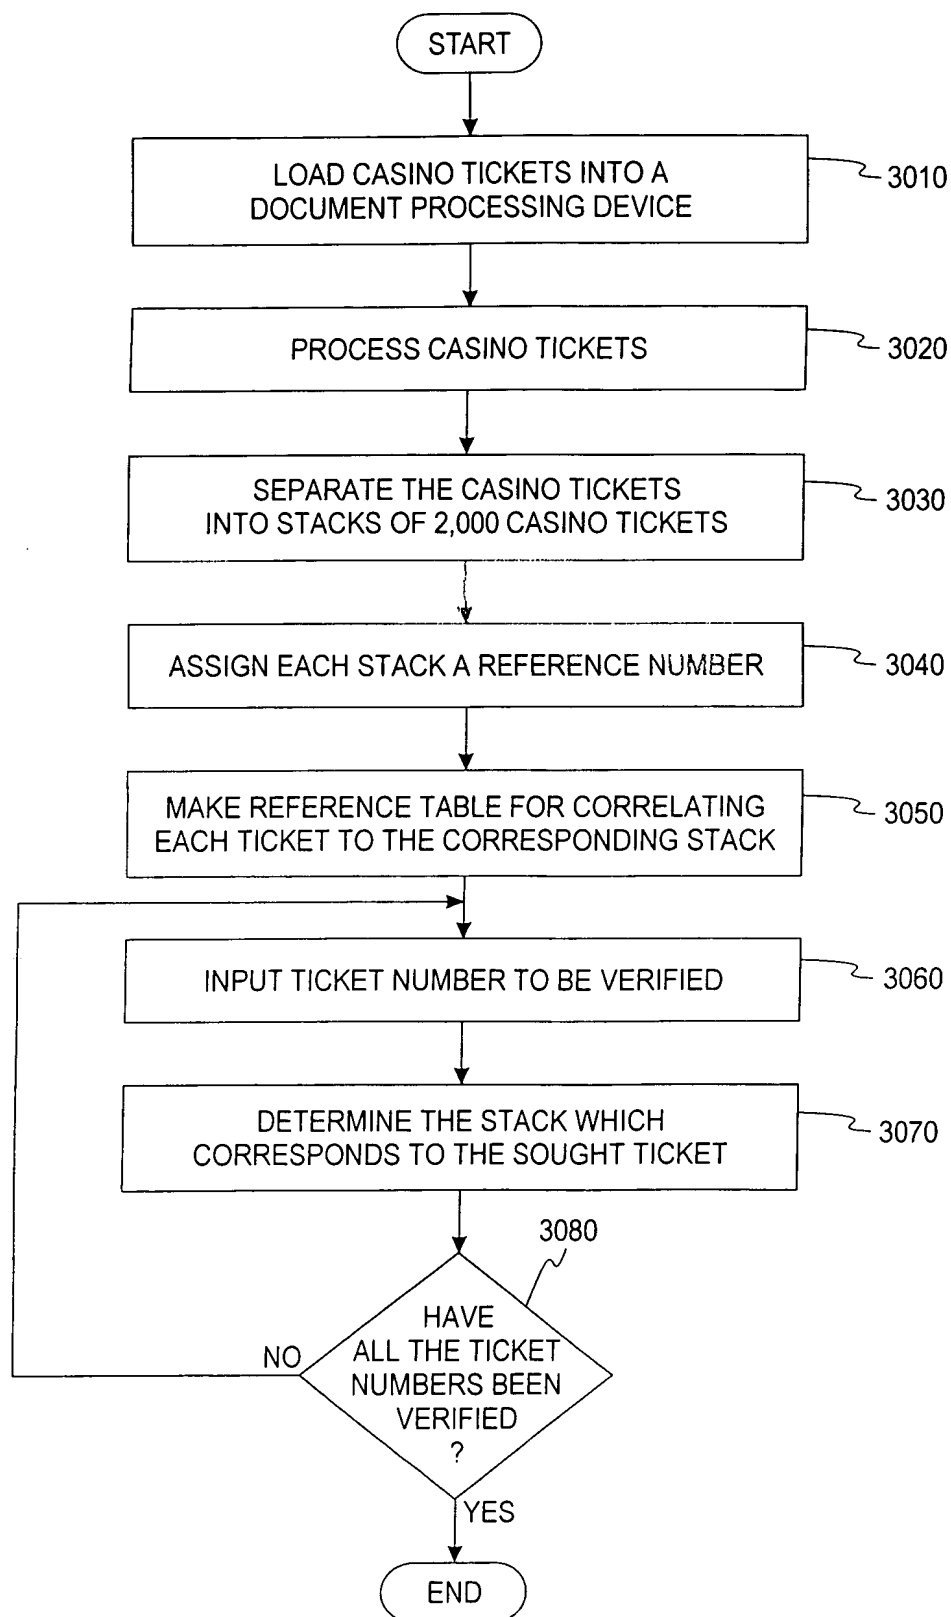 START
LOAD CASINO TICKETS INTO A
DOCUMENT PROCESSING DEVICE
3010
PROCESS CASINO TICKETS
3020
SEPARATE THE CASINO TICKETS
INTO STACKS OF 2,000 CASINO TICKETS
3030
ASSIGN EACH STACK A REFERENCE NUMBER
3040
MAKE REFERENCE TABLE FOR CORRELATING
EACH TICKET TO THE CORRESPONDING STACK
3050
INPUT TICKET NUMBER TO BE VERIFIED
3060
DETERMINE THE STACK WHICH
CORRESPONDS TO THE SOUGHT TICKET
3070
3080
HAVE
ALL THE TICKET
NUMBERS BEEN
VERIFIED
?
NO
YES
END